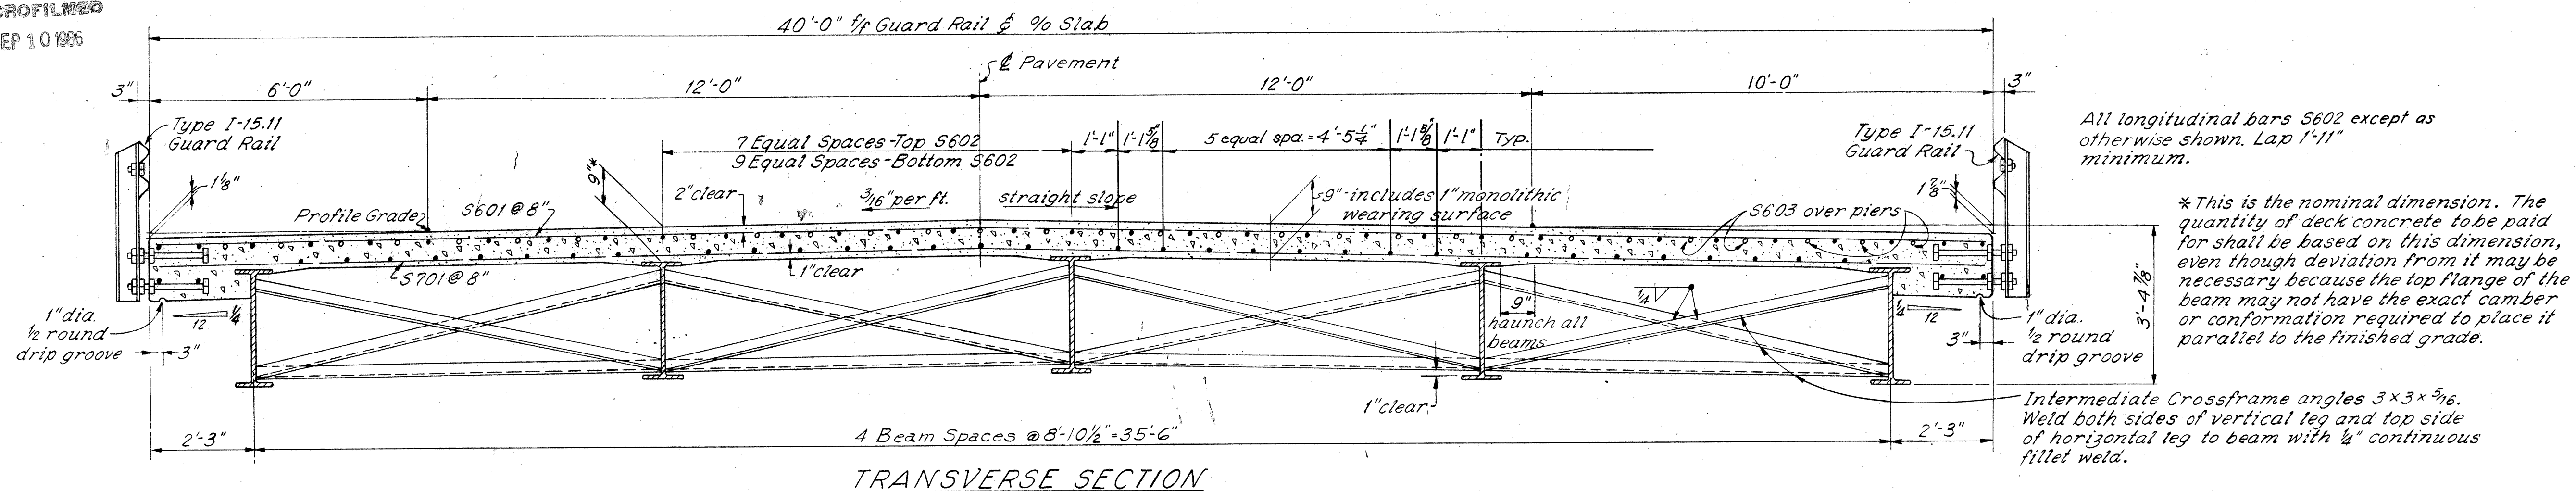 CROFILMED
SEP 10 1986
40'-0" f/f Guard Rail & o/o Slab
℄ Pavement
3"
6'-0"
12'-0"
12'-0"
10'-0"
3"
Type I-15.11
Guard Rail
1 1/8"
7 Equal Spaces-Top S602
9 Equal Spaces-Bottom S602
1'-1"
1'-1 5/8"
5 equal spa. = 4'-5 1/4"
1'-1 5/8"
1'-1"
Typ.
Type I-15.11
Guard Rail
1 7/8"
All longitudinal bars S602 except as
otherwise shown. Lap 1'-11"
minimum.
9"*
2" clear
3/16" per ft.
straight slope
9"-includes 1" monolithic
wearing surface
Profile Grade
S601 @ 8"
S603 over piers
* This is the nominal dimension. The
quantity of deck concrete to be paid
for shall be based on this dimension,
even though deviation from it may be
necessary because the top flange of the
beam may not have the exact camber
or conformation required to place it
parallel to the finished grade.
S701 @ 8"
1" clear
3'-4 7/8"
1" dia.
1/2 round
drip groove
12
1/4
3"
1/4
9"
haunch all
beams
1/4
12
3"
1" dia.
1/2 round
drip groove
1" clear
Intermediate Crossframe angles 3 x 3 x 5/16.
Weld both sides of vertical leg and top side
of horizontal leg to beam with 1/4" continuous
fillet weld.
2'-3"
4 Beam Spaces @ 8'-10 1/2" = 35'-6"
2'-3"
TRANSVERSE SECTION